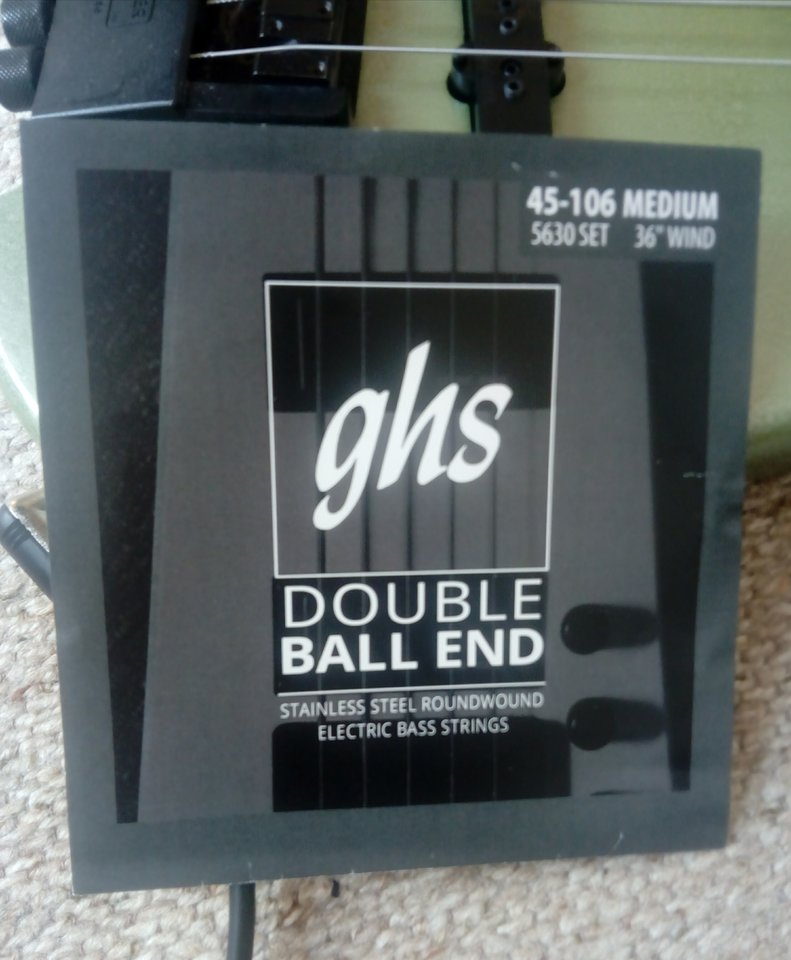 45-106 MEDIUM
5630 SET 36" WIND
ghs
DOUBLE
BALL END
STAINLESS STEEL ROUNDWOUND
ELECTRIC BASS STRINGS